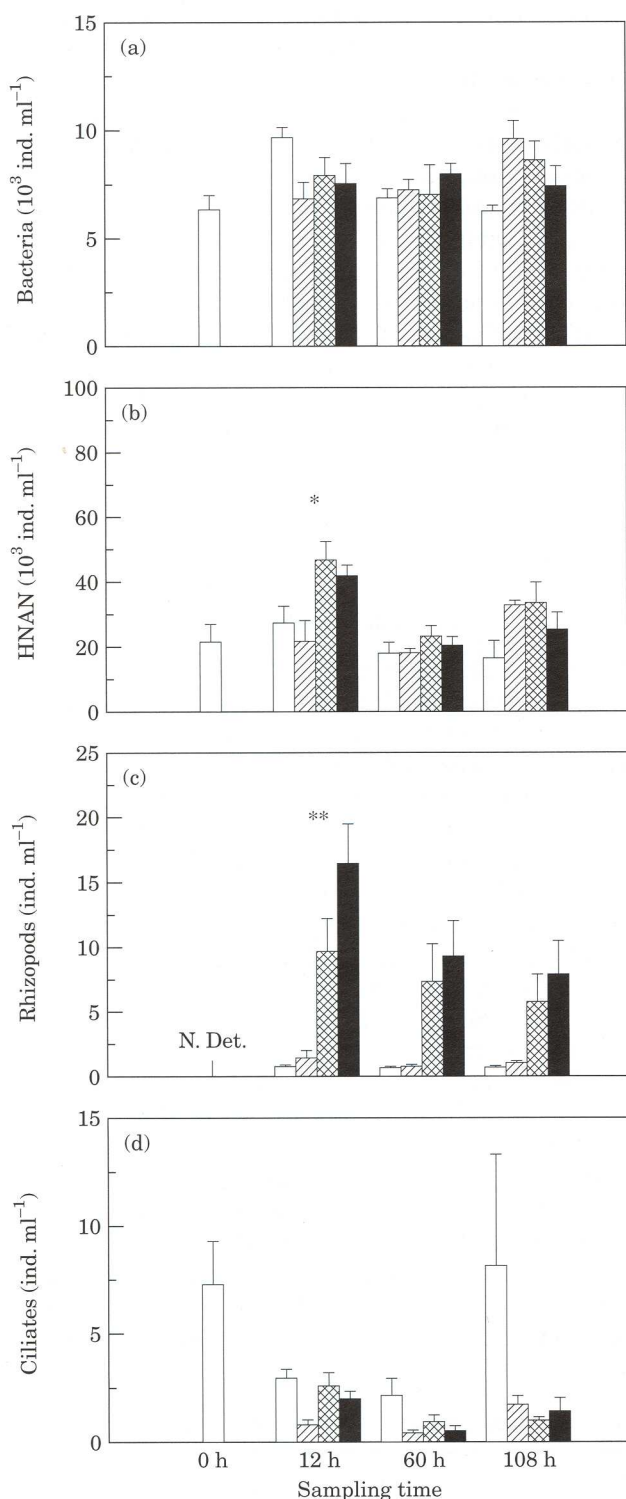 (a)
Bacteria (10³ ind. ml⁻¹)
15
10
5
0
(b)
HNAN (10³ ind. ml⁻¹)
100
80
60
40
20
0
*
(c)
Rhizopods (ind. ml⁻¹)
25
20
15
10
5
0
N. Det.
**
(d)
Ciliates (ind. ml⁻¹)
15
10
5
0
0 h 12 h 60 h 108 h
Sampling time